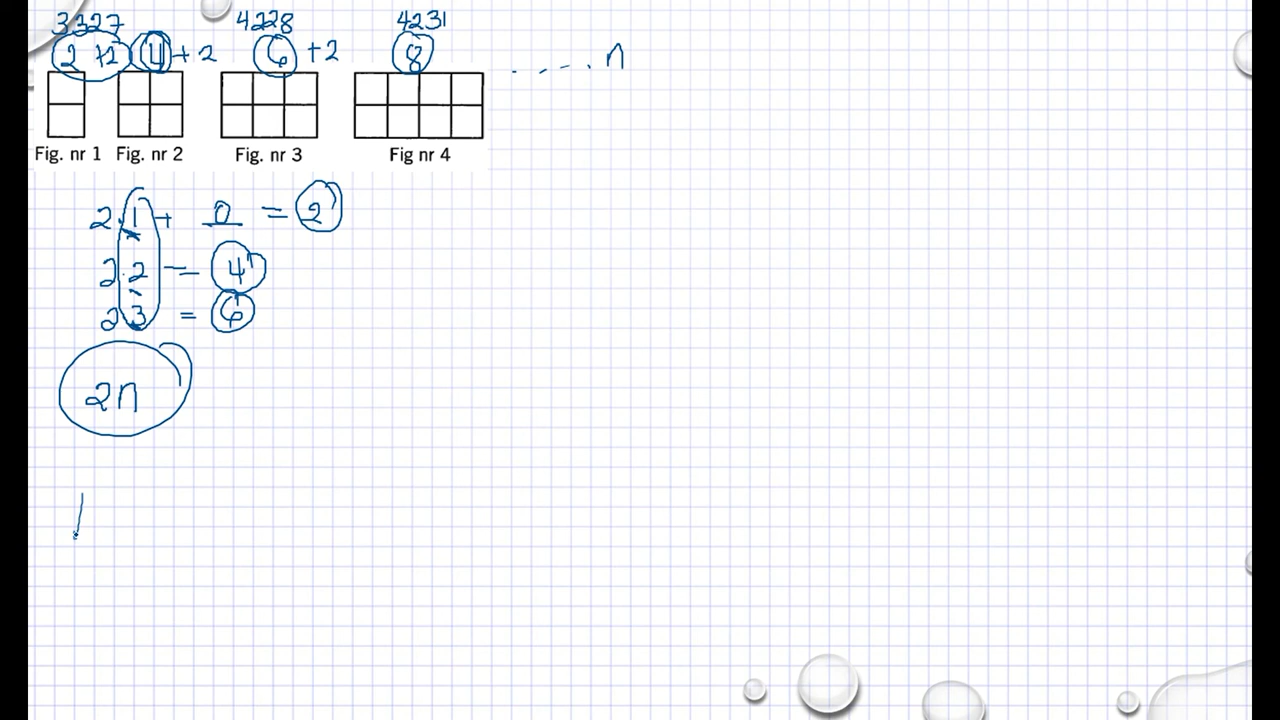 3327 4228 4231
2 +2 4 +2 6 +2 8 . - - . n
Fig. nr 1 Fig. nr 2 Fig. nr 3 Fig nr 4
2·1+ 0 = 2
2·2 = 4
2 3 = 6
2n